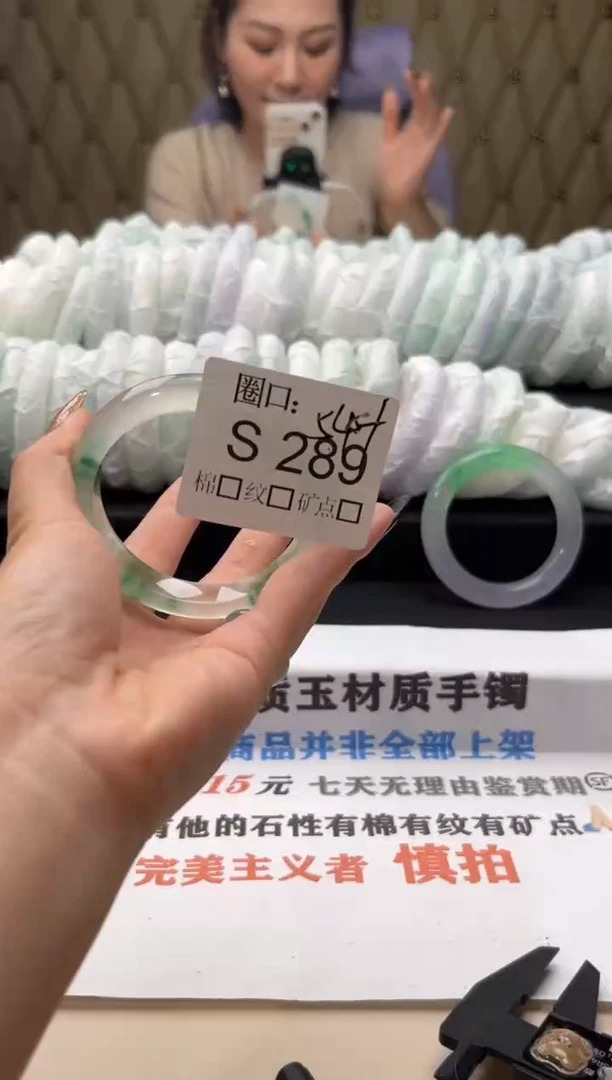 圈口:
S 289
棉□ 纹□ 矿点□
质玉材质手镯
商品并非全部上架
15元 七天无理由鉴赏期 SF
有他的石性有棉有纹有矿点
完美主义者 慎拍